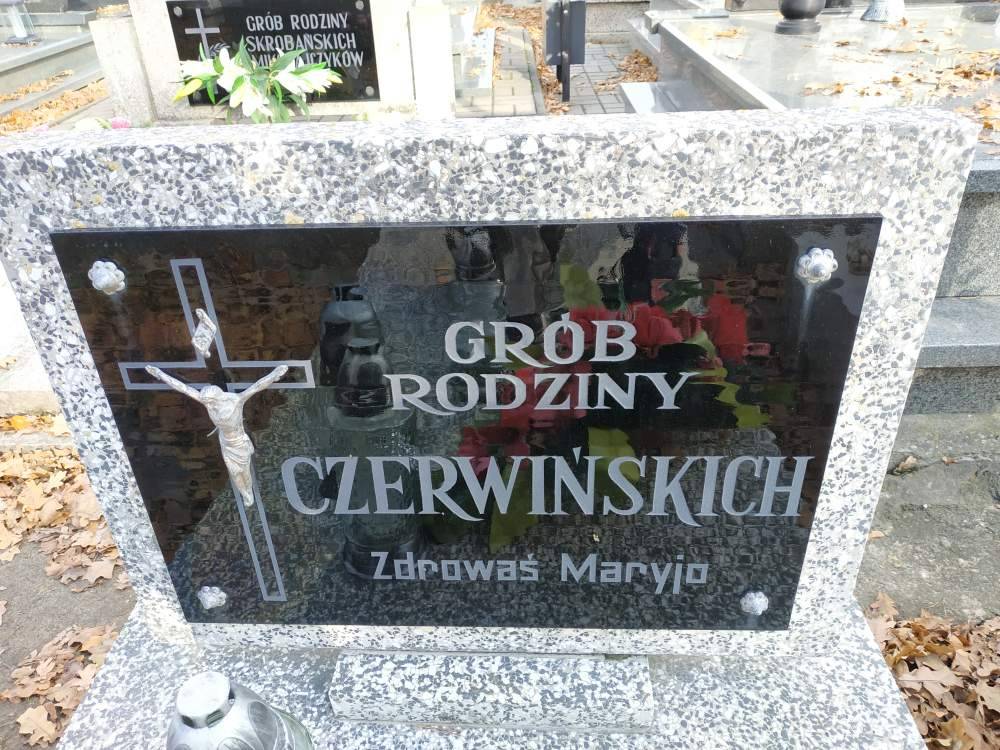 GRÓB RODZINY
SKROBAŃSKICH
GRÓB
RODZINY
CZERWIŃSKICH
Zdrowaś Maryjo